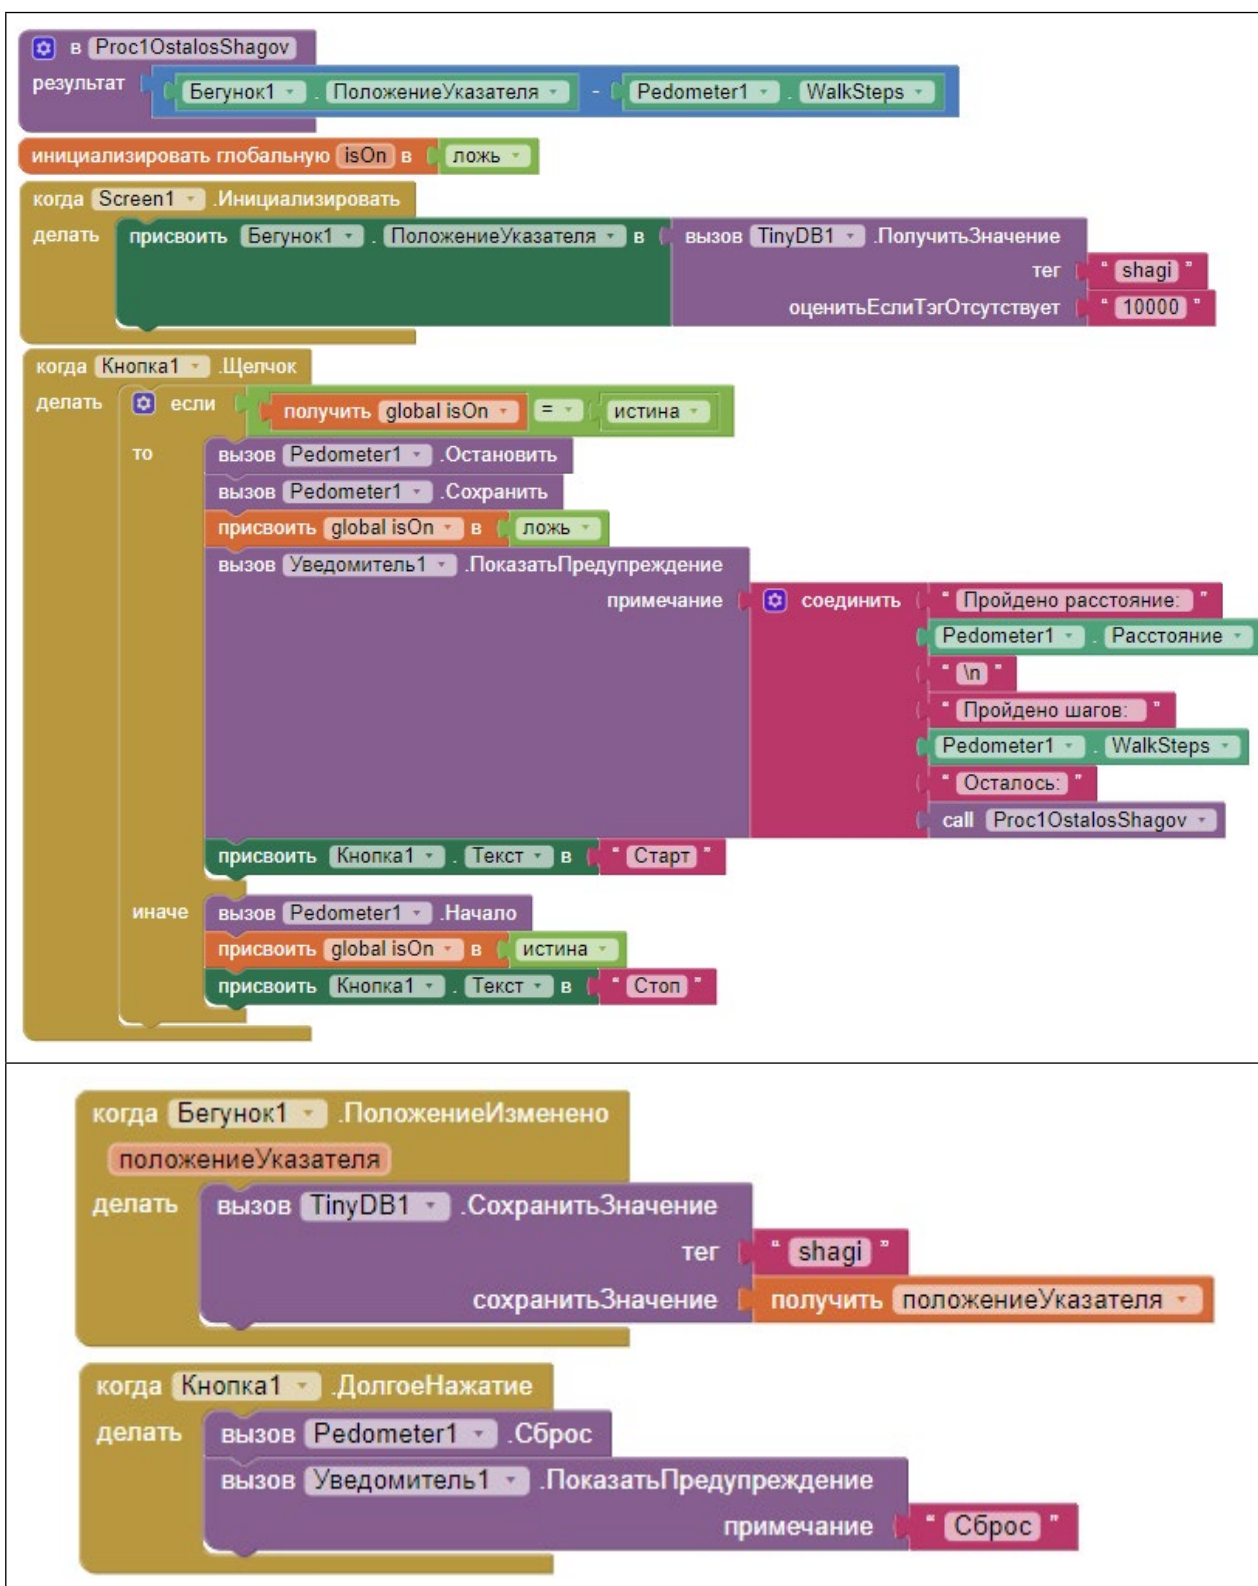 в Proc1OstalosShagov
результат Бегунок1 . ПоложениеУказателя - Pedometer1 . WalkSteps
инициализировать глобальную isOn в ложь
когда Screen1 .Инициализировать
делать присвоить Бегунок1 . ПоложениеУказателя в вызов TinyDB1 .ПолучитьЗначение
тег " shagi "
оценитьЕслиТэгОтсутствует " 10000 "
когда Кнопка1 .Щелчок
делать если получить global isOn = истина
то вызов Pedometer1 .Остановить
вызов Pedometer1 .Сохранить
присвоить global isOn в ложь
вызов Уведомитель1 .ПоказатьПредупреждение
примечание соединить " Пройдено расстояние: "
Pedometer1 . Расстояние
" \n "
" Пройдено шагов: "
Pedometer1 . WalkSteps
" Осталось: "
call Proc1OstalosShagov
присвоить Кнопка1 . Текст в " Старт "
иначе вызов Pedometer1 .Начало
присвоить global isOn в истина
присвоить Кнопка1 . Текст в " Стоп "
когда Бегунок1 .ПоложениеИзменено
положениеУказателя
делать вызов TinyDB1 .СохранитьЗначение
тег " shagi "
сохранитьЗначение получить положениеУказателя
когда Кнопка1 .ДолгоеНажатие
делать вызов Pedometer1 .Сброс
вызов Уведомитель1 .ПоказатьПредупреждение
примечание " Сброс "